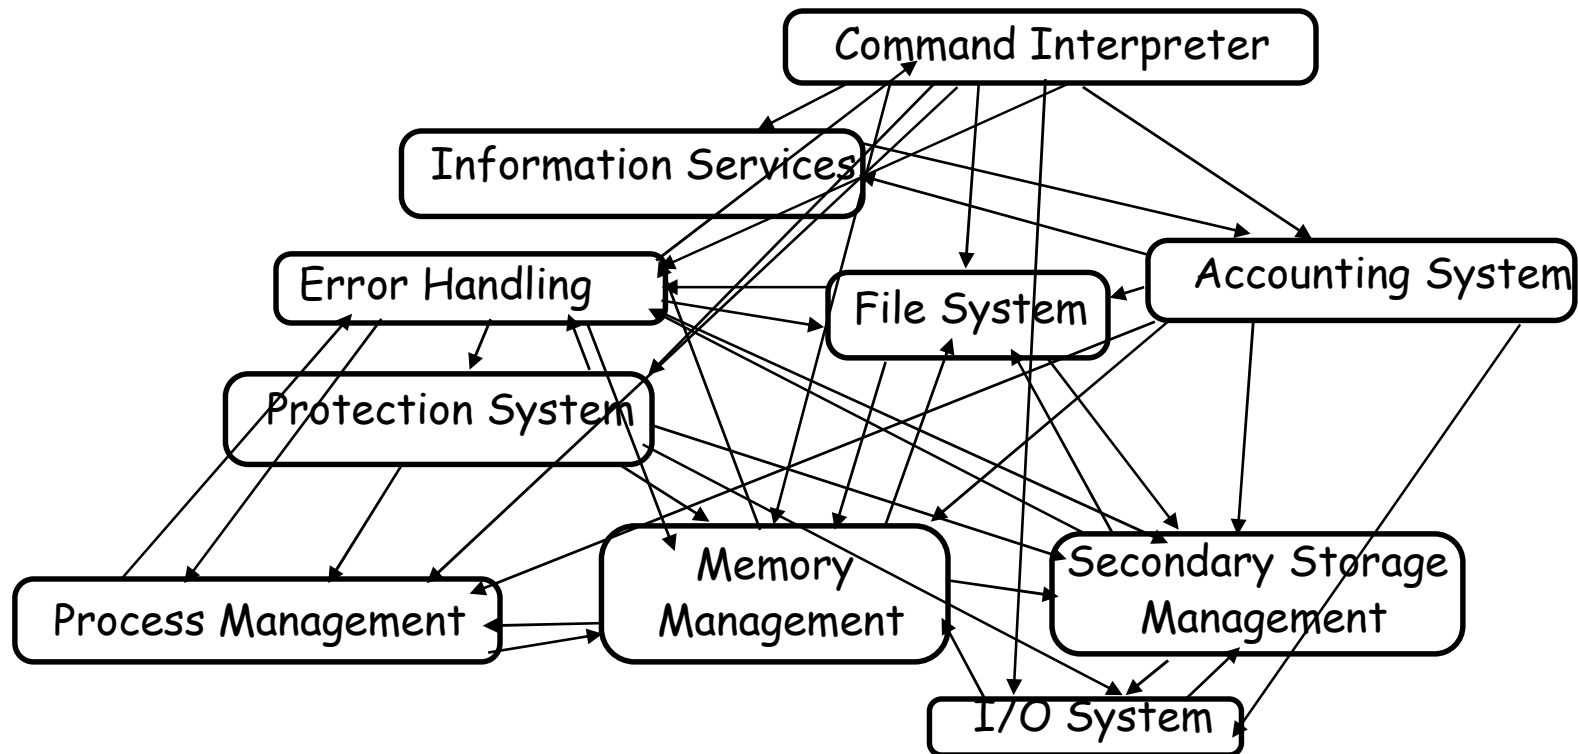 Command Interpreter
Information Services
Error Handling
Accounting System
File System
Protection System
Memory
Management
Secondary Storage
Management
Process Management
I/O System